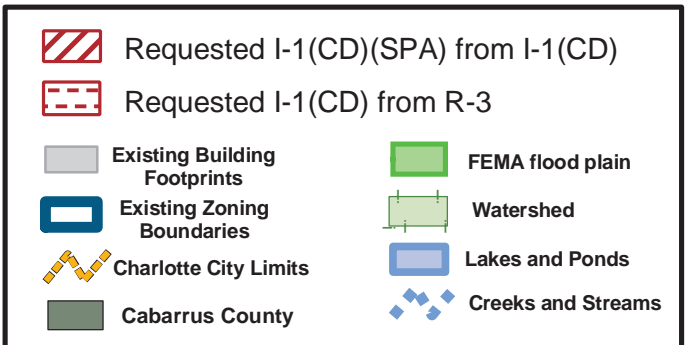 Requested I-1(CD)(SPA) from I-1(CD)
Requested I-1(CD) from R-3
Existing Building
Footprints
Existing Zoning
Boundaries
Charlotte City Limits
Cabarrus County
FEMA flood plain
Watershed
Lakes and Ponds
Creeks and Streams